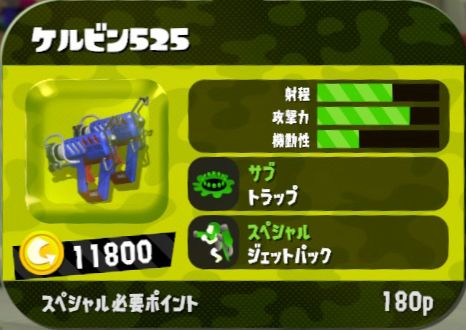 ケルビン525
射程
攻撃力
機動性
サブ
トラップ
スペシャル
ジェットパック
11800
スペシャル必要ポイント 180p